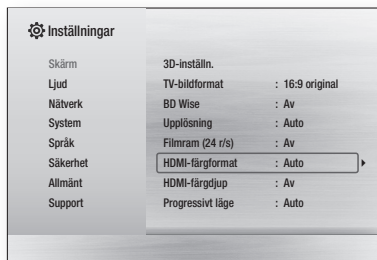 Inställningar
Skärm
Ljud
Nätverk
System
Språk
Säkerhet
Allmänt
Support
3D-inställn.
TV-bildformat : 16:9 original
BD Wise : Av
Upplösning : Auto
Filmram (24 r/s) : Av
HDMI-färgformat : Auto
HDMI-färgdjup : Av
Progressivt läge : Auto